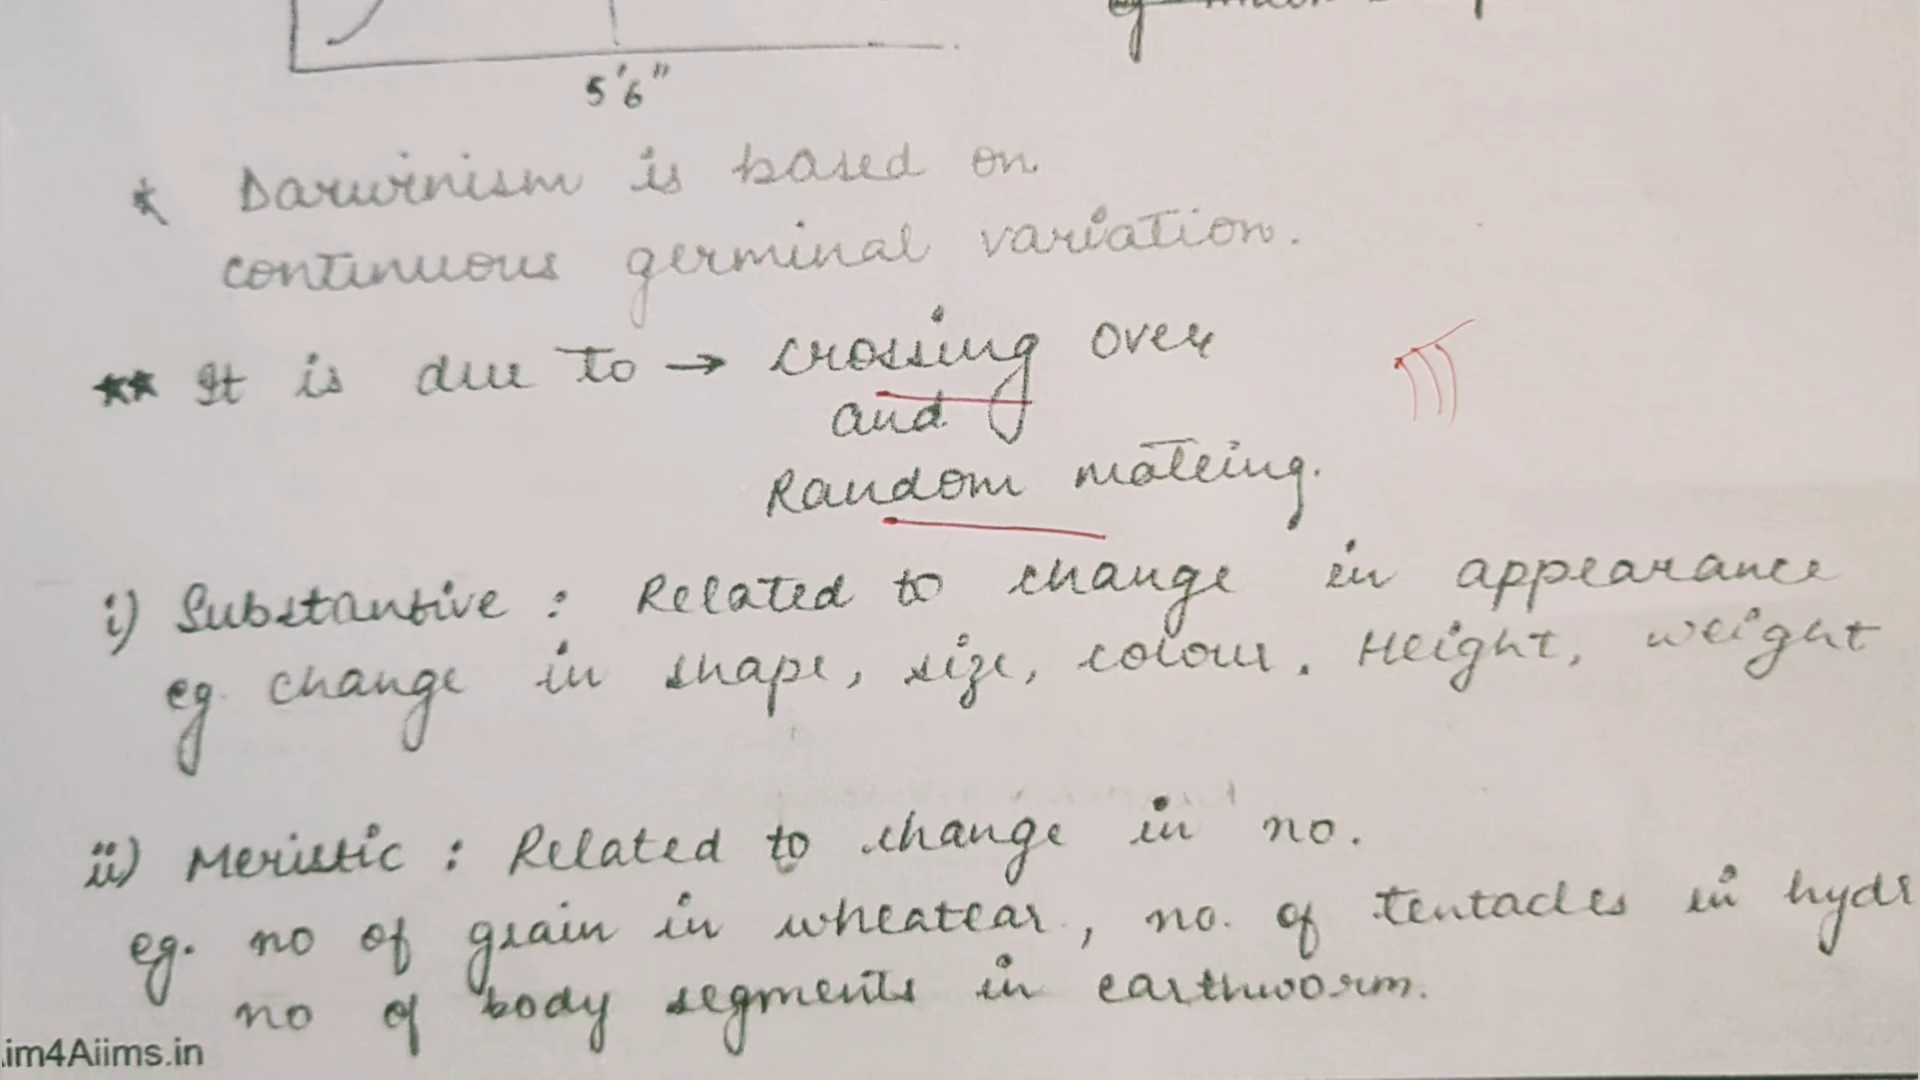 5'6"
* Darwinism is based on
continuous germinal variation.
** It is due to → crossing over
and
Random mateing.
i) Substantive : Related to change in appearance
eg. change in shape, size, colour. Height, weight
ii) Meristic : Related to change in no.
eg. no of grain in wheatear, no. of tentacles in hydr
no of body segments in earthworm.
im4Aiims.in